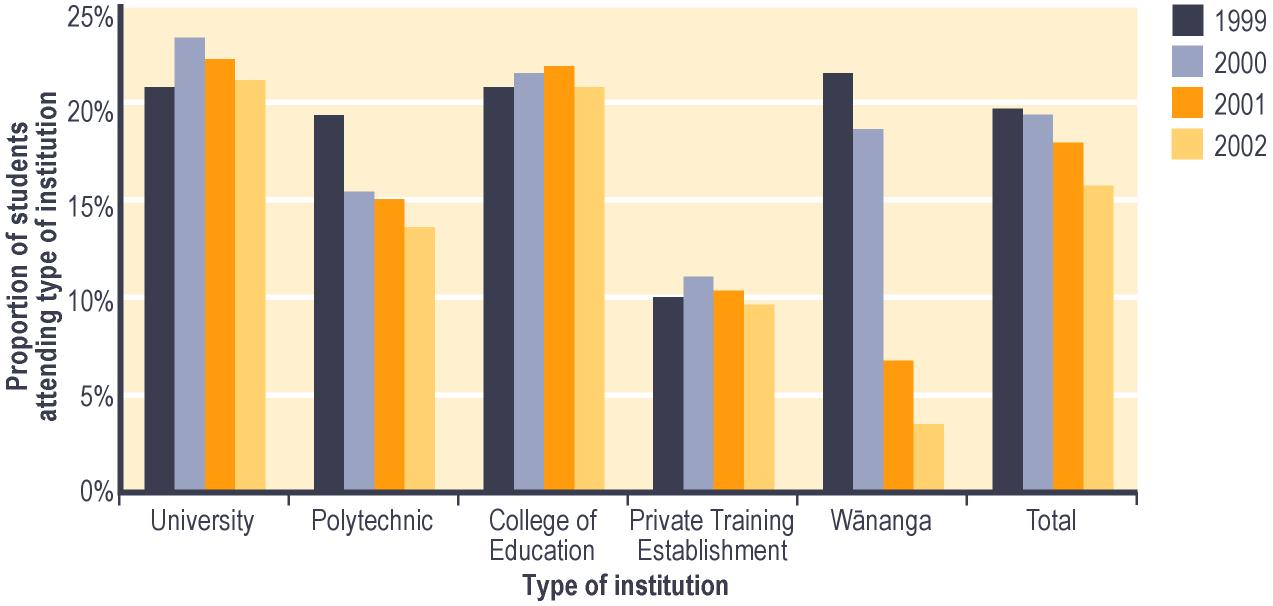 25%
20%
15%
10%
5%
0%
Proportion of students
attending type of institution
University
Polytechnic
College of
Education
Private Training
Establishment
Wānanga
Total
Type of institution
1999
2000
2001
2002